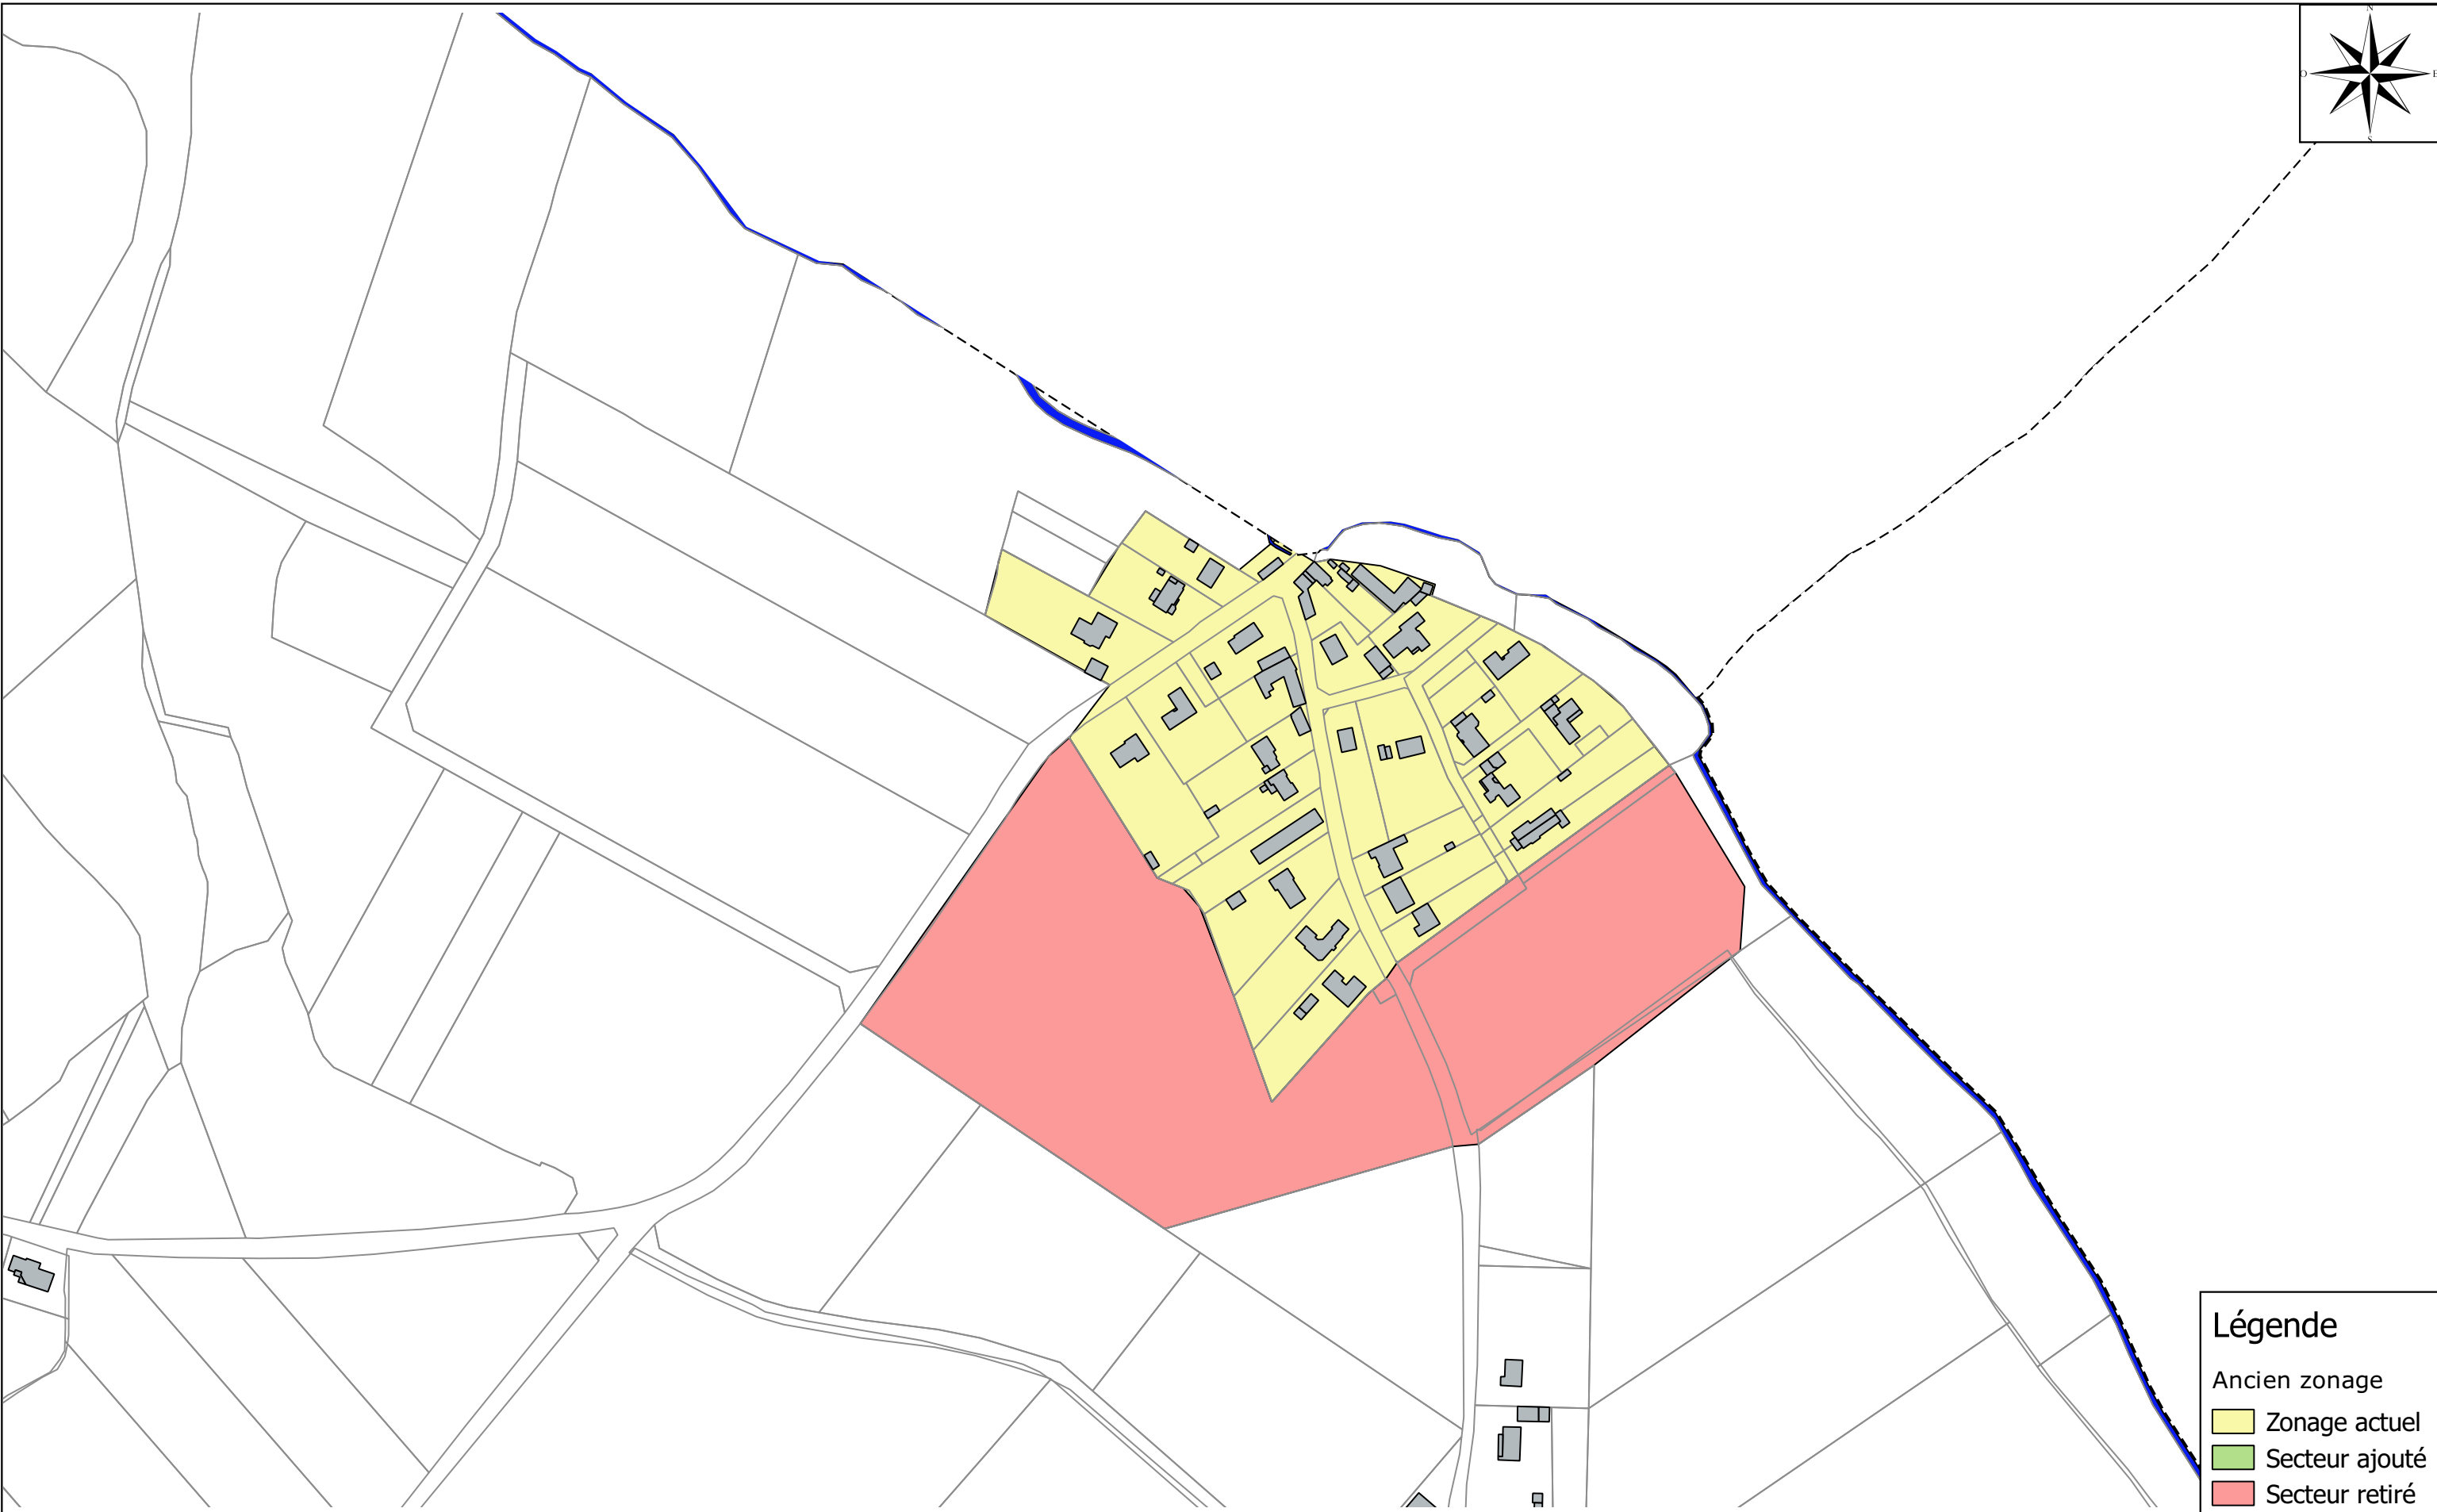 N
O
E
S
Légende
Ancien zonage
Zonage actuel
Secteur ajouté
Secteur retiré